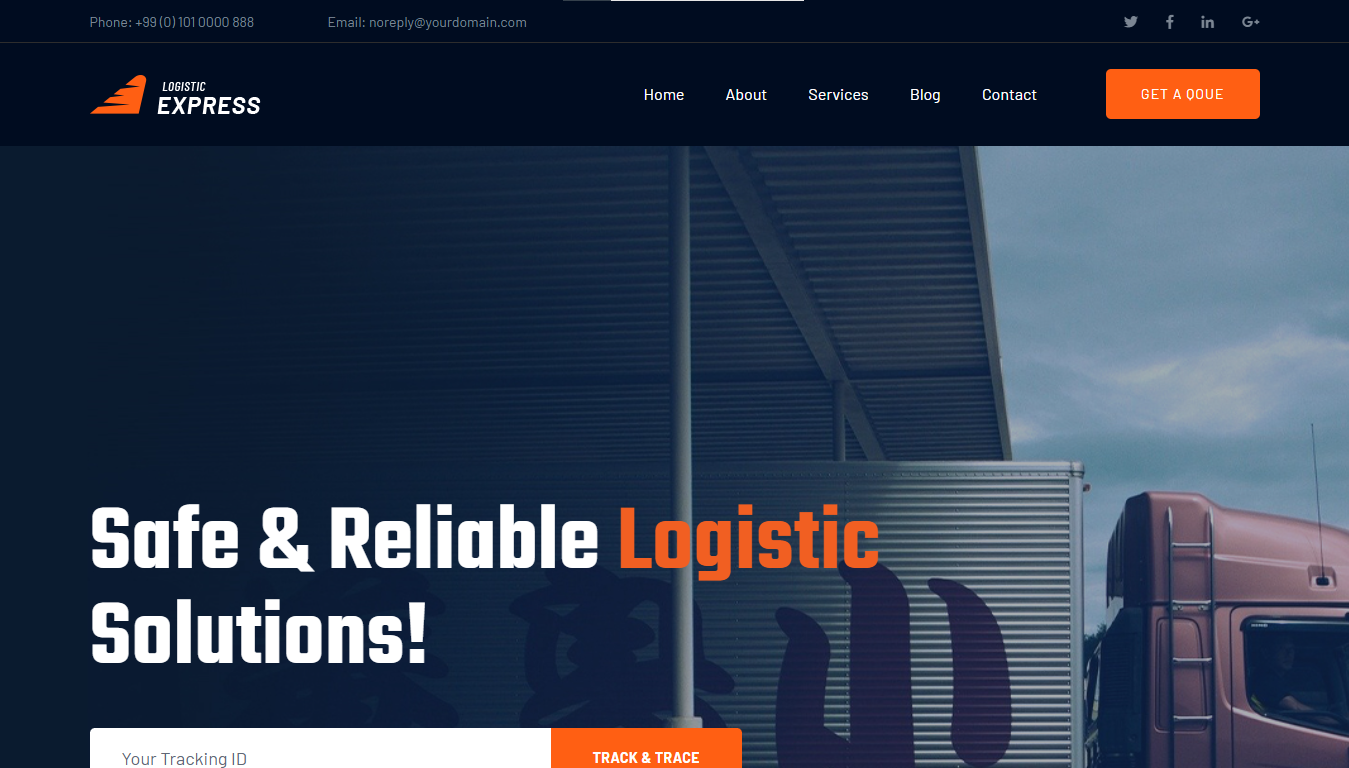 Phone: +99 (0) 101 0000 888
Email: noreply@yourdomain.com
LOGISTIC
EXPRESS
Home
About
Services
Blog
Contact
GET A QOUE
Safe & Reliable Logistic
Solutions!
Your Tracking ID
TRACK & TRACE